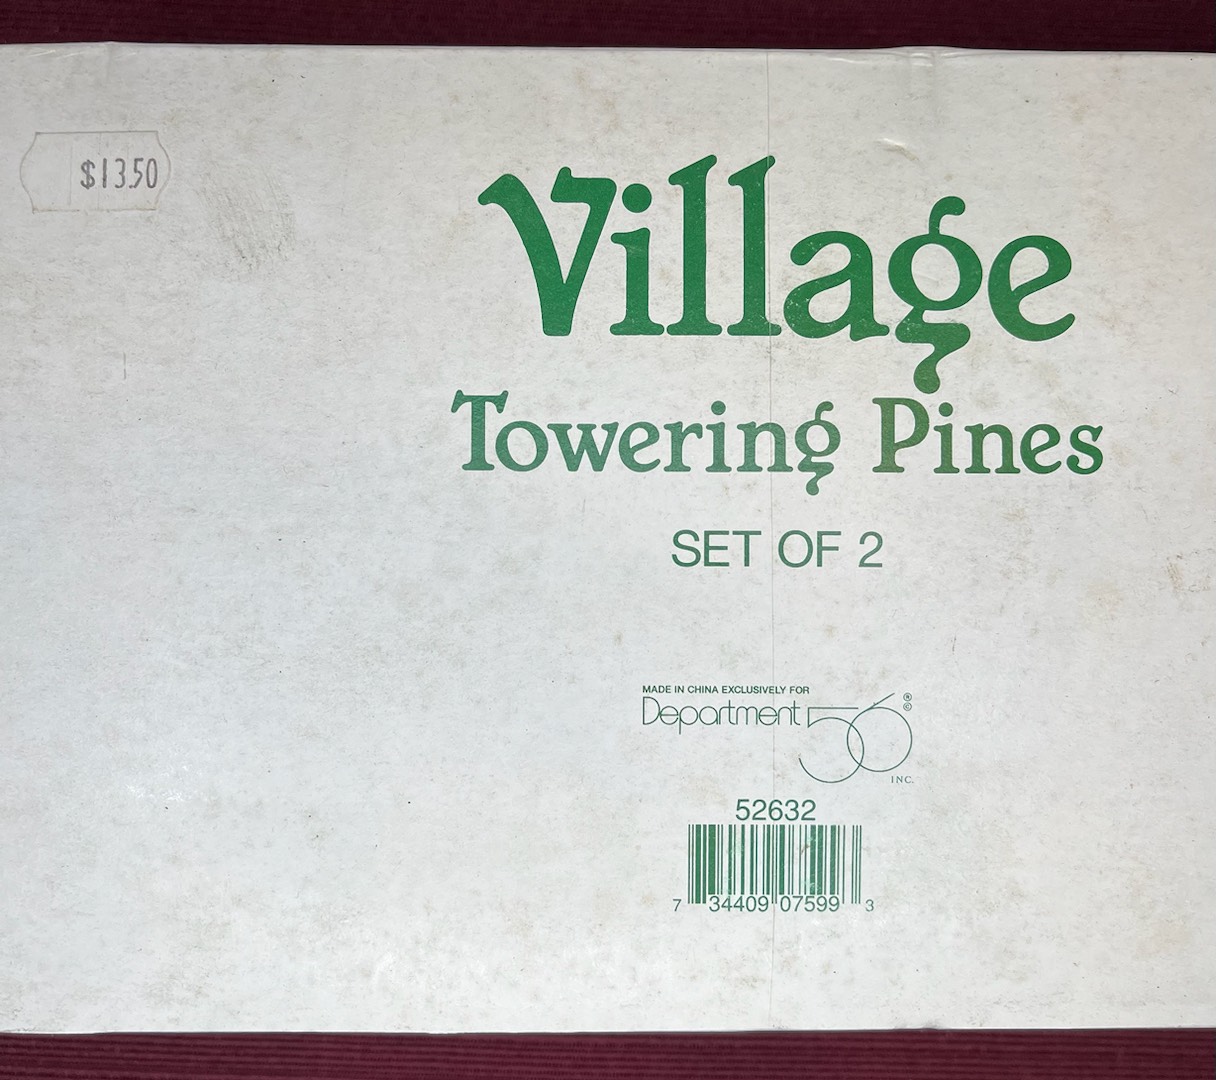 $13.50
Village
Towering Pines
SET OF 2
MADE IN CHINA EXCLUSIVELY FOR
Department 56 ® ©
INC.
52632
7 34409 07599 3